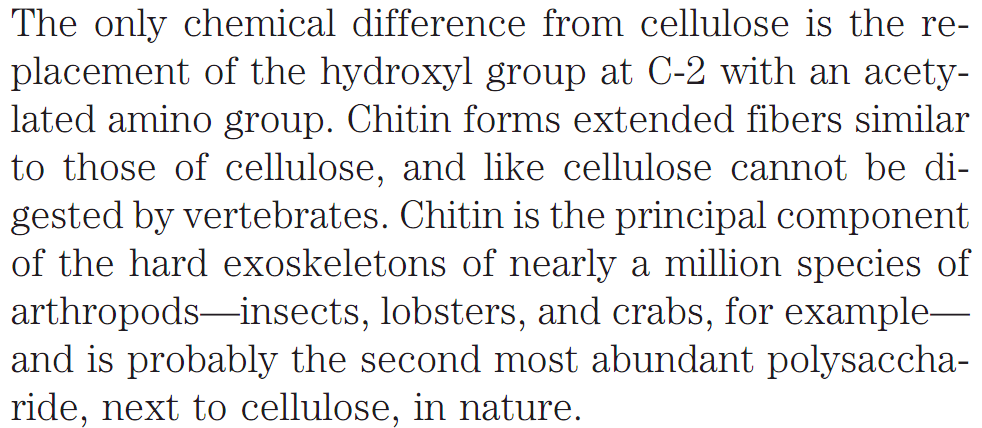 The only chemical difference from cellulose is the re-
placement of the hydroxyl group at C-2 with an acety-
lated amino group. Chitin forms extended fibers similar
to those of cellulose, and like cellulose cannot be di-
gested by vertebrates. Chitin is the principal component
of the hard exoskeletons of nearly a million species of
arthropods—insects, lobsters, and crabs, for example—
and is probably the second most abundant polysaccha-
ride, next to cellulose, in nature.